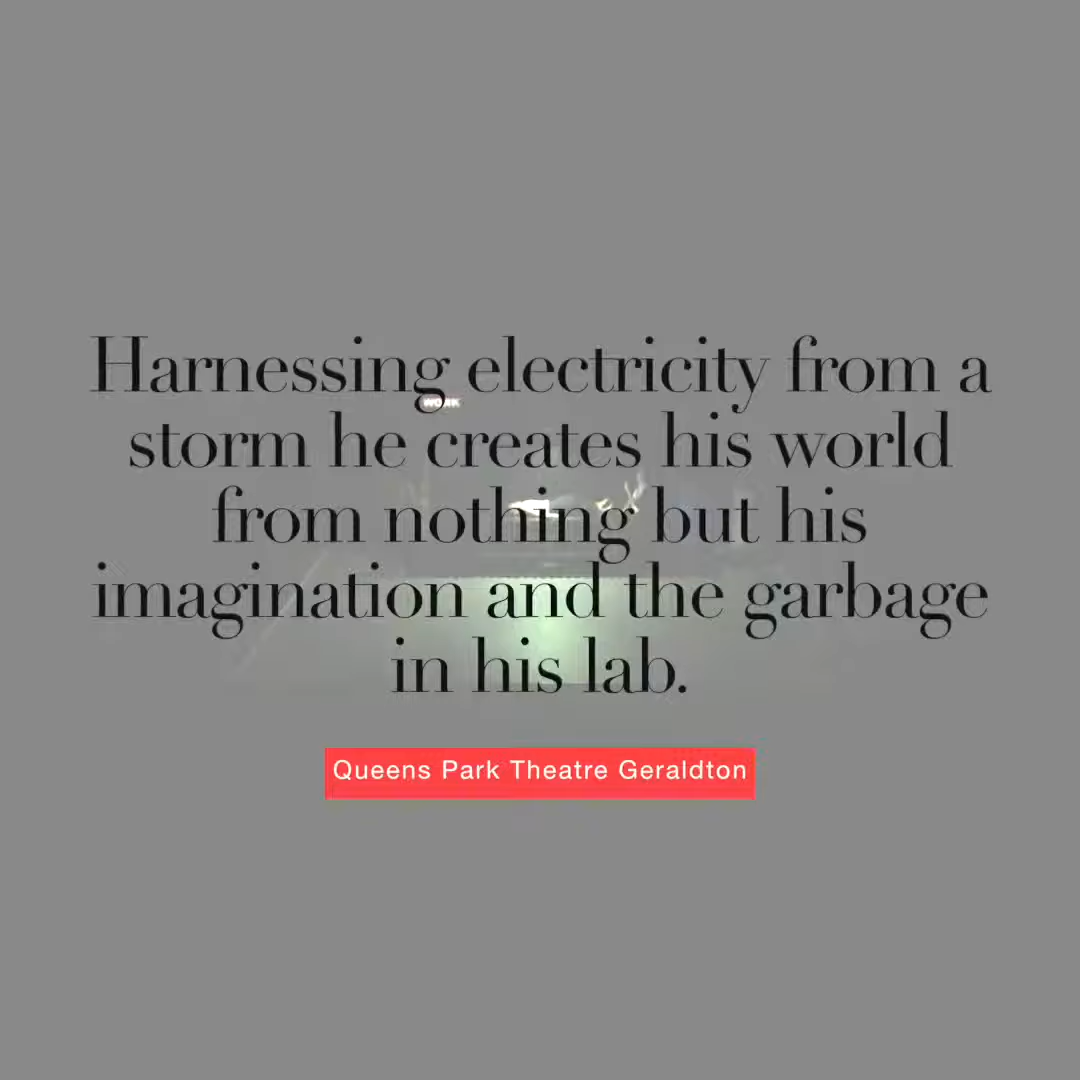 Harnessing electricity from a
storm he creates his world
from nothing but his
imagination and the garbage
in his lab.
WORK
Queens Park Theatre Geraldton